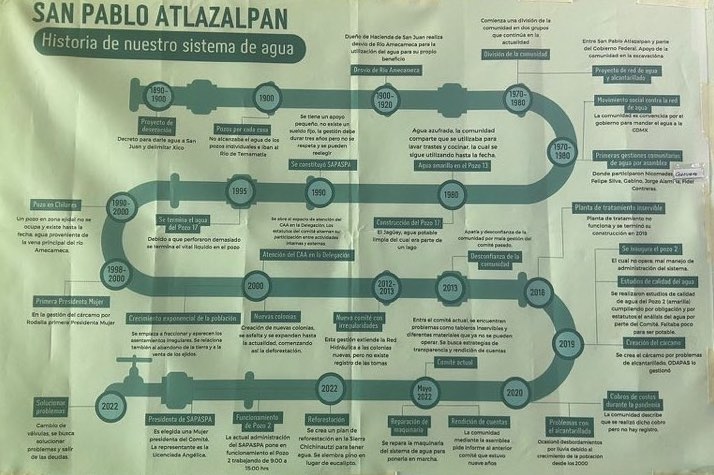 SAN PABLO ATLAZALPAN
Historia de nuestro sistema de agua
Dueño de Hacienda de San Juan realiza
desvío de Río Amecameca para la
utilización del agua para su propio
beneficio
Desvío de Río Amecameca
Comienza una división de la
comunidad en dos grupos
que continúa en la
actualidad
División de la comunidad
Entre San Pablo Atlazalpan y parte
del Gobierno Federal. Apoyo de la
comunidad en la excavación
Proyecto de red de agua
y alcantarillado
1890-
1900
1900
1900-
1920
1970-
1980
Proyecto de
desecación
Decreto para darle agua a San
Juan y delimitar Xico
Pozos por cada casa
No alcanzaba el agua de
los pozos individuales e iban al
Río de Terramatla
Se tiene un apoyo
pequeño, no existe un
sueldo fijo, la gestión debe
durar tres años pero no se
respeta y se pueden
reelegir
Se constituyó SAPASPA
Agua azufrada, la comunidad
comparte que se utilizaba para
lavar trastes y cocinar, la cual se
sigue utilizando hasta la fecha.
Agua amarilla en el Pozo 13
1970-
1980
Movimiento social contra la red
de agua
La comunidad es convencida por el
gobierno para mandar el agua a la
CDMX
Primeras gestiones comunitarias
de agua por asamblea
Donde participaron Nicomedes,
Felipe Silva, Gabino, Jorge Fidel
Contreras.
1990-
2000
1995
1990
1980
Pozo en Chilares
Un pozo en zona ejidal no se
ocupa y existe hasta la
fecha, agua proveniente de
la vena principal del río
Amecameca.
Se termina el agua
del Pozo 17
Debido a que perforaron demasiado
se termina el vital líquido en el pozo
Se abre el espacio de atención del
CAA en la Delegación. Los
estatutos del comité enmarcan su
participación entre actividades
internas y externas
Atención del CAA en la Delegación
Construcción del Pozo 17
El Jagüey, agua potable
limpia del cual era parte de
un lago
Apatía y desconfianza de la
comunidad por mala gestión del
comité pasado.
Desconfianza de la
comunidad
Planta de tratamiento inservible
Planta de tratamiento no
funciona y se termino su
construcción en 2018
1998-
2000
2000
2012-
2013
2013
2018
Se inaugura el pozo 2
El cual no opera, mal manejo de
administración del sistema.
Estudios de calidad del agua
Se realizaron estudios de calidad
de agua del Pozo 2 (amarilla)
cumpliendo por obligación y por
estatutos el análisis del agua por
parte del Comité. Faltaba poco
para ser potable.
Primera Presidenta Mujer
En la gestión del cárcamo por
Rodalia primera Presidenta Mujer
Crecimiento exponencial de la población
Se empieza a fraccionar y aparecen los
asentamientos irregulares. Se relaciona
también al abandono de la tierra y a la
venta de los ejidos.
Nuevas colonias
Creación de nuevas colonias,
se asfalta y se expandan hasta
la actualidad, comenzando
así la deforestación.
Nuevo comité con
irregularidades
Esta gestión extiende la Red
Hidráulica a las colonias
nuevas, pero no existe
registro de las tomas
Entra el comité actual, se encuentran
problemas como tableros inservibles y
diferentes materiales que ya no se pueden
operar. Se busca estrategias de
transparencia y rendición de cuentas
Comité actual
2019
Creación del cárcamo
Se crea al cárcamo por problemas
de alcantarillado, ODAPAS lo
gestionó
2022
2022
Mayo
2022
2020
Solucionar
problemas
Cambio de
válvulas, se busca
solucionar
problemas y salir
de las deudas.
Presidenta de SAPASPA
Es elegida una Mujer
presidenta del Comité.
La representante es la
Licenciada Angélica.
Funcionamiento
de Pozo 2
La actual administración
del SAPASPA pone en
funcionamiento el Pozo
2 trabajando de 9:00 a
15:00 hrs
Reforestación
Se crea un plan de
reforestación en la Sierra
Chichinautzi para tener
agua. Se siembra pino en
lugar de eucalipto.
Reparación de
maquinaria
Se repara la maquinaria
del sistema de agua para
ponerla en marcha.
Rendición de cuentas
La comunidad
mediante la asamblea
pide informe al anterior
comité que estuvo
nueve años
Problemas con
el alcantarillado
Ocasionó desbordamientos
por lluvia debido al
crecimiento de la población
desde el 2000
Cobros de costos
durante la pandemia
La comunidad describe
que se realizó dicho cobro
pero no hay registro.